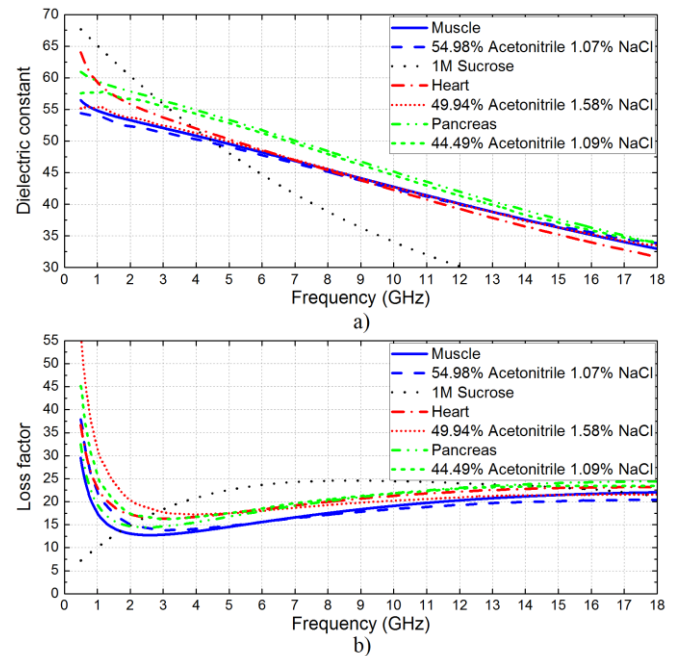 70
65
60
55
50
45
40
35
30
Dielectric constant
Muscle
54.98% Acetonitrile 1.07% NaCl
1M Sucrose
Heart
49.94% Acetonitrile 1.58% NaCl
Pancreas
44.49% Acetonitrile 1.09% NaCl
0 1 2 3 4 5 6 7 8 9 10 11 12 13 14 15 16 17 18
Frequency (GHz)
a)
55
50
45
40
35
30
25
20
15
10
5
0
Loss factor
Muscle
54.98% Acetonitrile 1.07% NaCl
1M Sucrose
Heart
49.94% Acetonitrile 1.58% NaCl
Pancreas
44.49% Acetonitrile 1.09% NaCl
0 1 2 3 4 5 6 7 8 9 10 11 12 13 14 15 16 17 18
Frequency (GHz)
b)